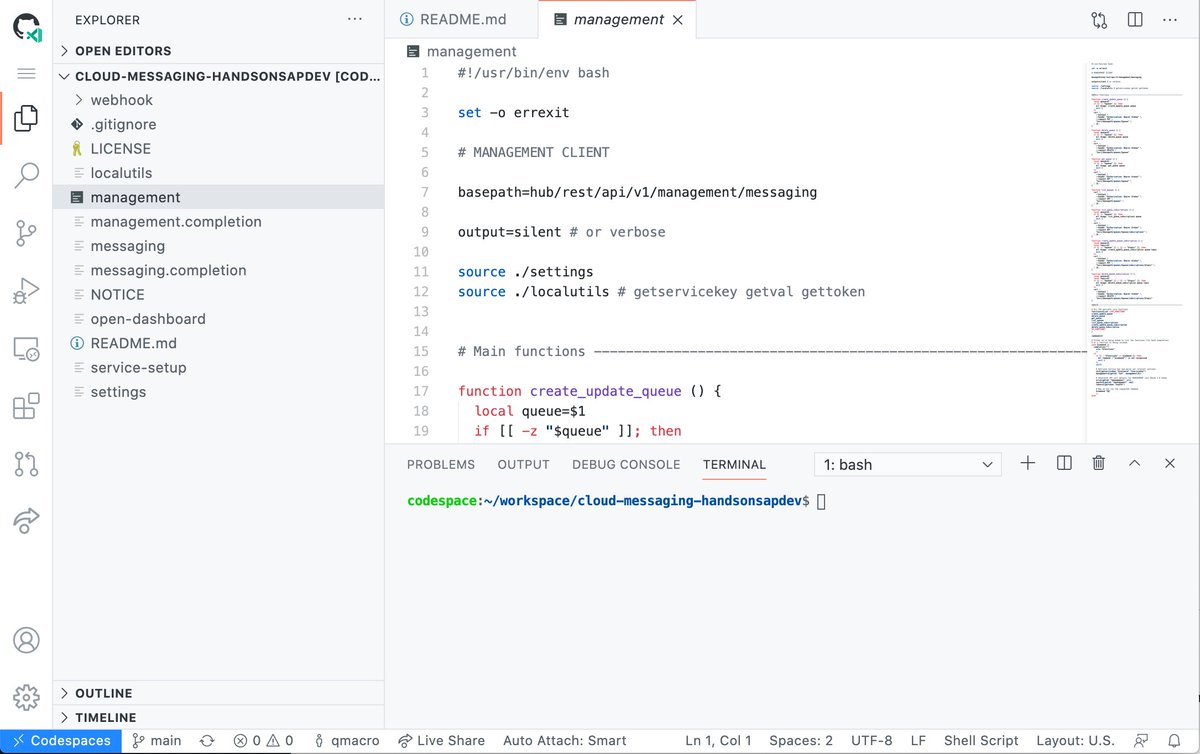 EXPLORER
OPEN EDITORS
CLOUD-MESSAGING-HANDSONSAPDEV [COD...
webhook
.gitignore
LICENSE
localutils
management
management.completion
messaging
messaging.completion
NOTICE
open-dashboard
README.md
service-setup
settings
OUTLINE
TIMELINE
README.md
management
management
1 #!/usr/bin/env bash
2
3 set -o errexit
4
5 # MANAGEMENT CLIENT
6
7 basepath=hub/rest/api/v1/management/messaging
8
9 output=silent # or verbose
10
11 source ./settings
12 source ./localutils # getservicekey getval gettoken
13
14
15 # Main functions
16
17 function create_update_queue () {
18 local queue=$1
19 if [[ -z "$queue" ]]; then
PROBLEMS OUTPUT DEBUG CONSOLE TERMINAL 1: bash
codespace:~/workspace/cloud-messaging-handsonsapdev$
Codespaces main 0 0 qmacro Live Share Auto Attach: Smart Ln 1, Col 1 Spaces: 2 UTF-8 LF Shell Script Layout: U.S.